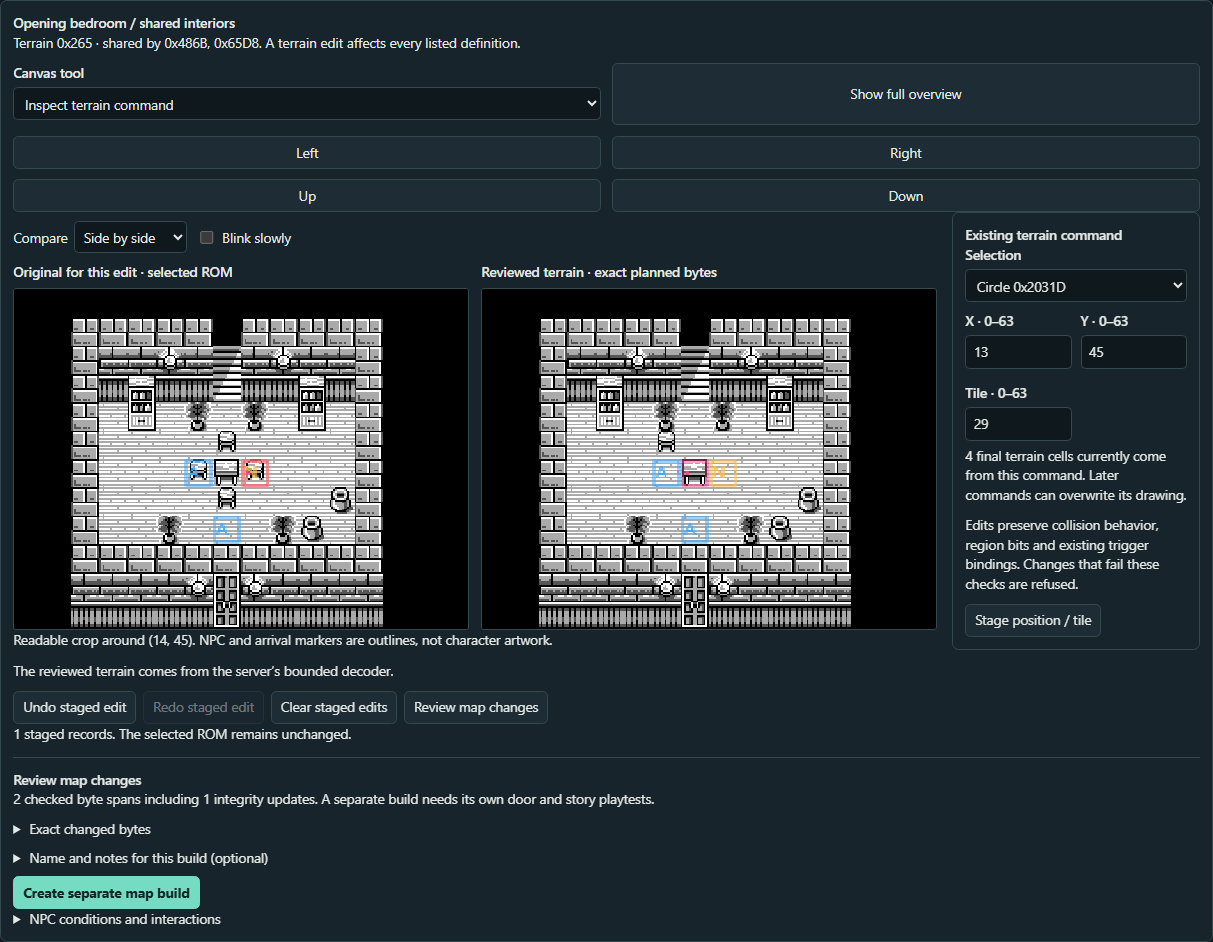 Opening bedroom / shared interiors
Terrain 0x265 · shared by 0x486B, 0x65D8. A terrain edit affects every listed definition.
Canvas tool
Inspect terrain command
Show full overview
Left
Right
Up
Down
Compare
Side by side
Blink slowly
Original for this edit · selected ROM
Reviewed terrain · exact planned bytes
A
A
A
N
A
Readable crop around (14, 45). NPC and arrival markers are outlines, not character artwork.
The reviewed terrain comes from the server’s bounded decoder.
Undo staged edit
Redo staged edit
Clear staged edits
Review map changes
1 staged records. The selected ROM remains unchanged.
Existing terrain command
Selection
Circle 0x2031D
X · 0–63
Y · 0–63
13
45
Tile · 0–63
29
4 final terrain cells currently come
from this command. Later
commands can overwrite its drawing.
Edits preserve collision behavior,
region bits and existing trigger
bindings. Changes that fail these
checks are refused.
Stage position / tile
Review map changes
2 checked byte spans including 1 integrity updates. A separate build needs its own door and story playtests.
Exact changed bytes
Name and notes for this build (optional)
Create separate map build
NPC conditions and interactions